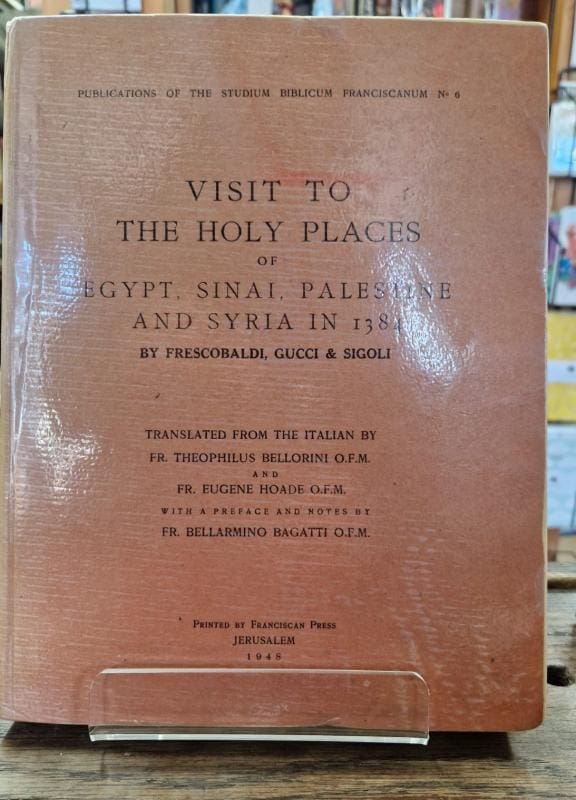 PUBLICATIONS OF THE STUDIUM BIBLICUM FRANCISCANUM No 6
VISIT TO
THE HOLY PLACES
OF
EGYPT, SINAI, PALESTINE
AND SYRIA IN 1384
BY FRESCOBALDI, GUCCI & SIGOLI
TRANSLATED FROM THE ITALIAN BY
FR. THEOPHILUS BELLORINI O.F.M.
AND
FR. EUGENE HOADE O.F.M.
WITH A PREFACE AND NOTES BY
FR. BELLARMINO BAGATTI O.F.M.
PRINTED BY FRANCISCAN PRESS
JERUSALEM
1948